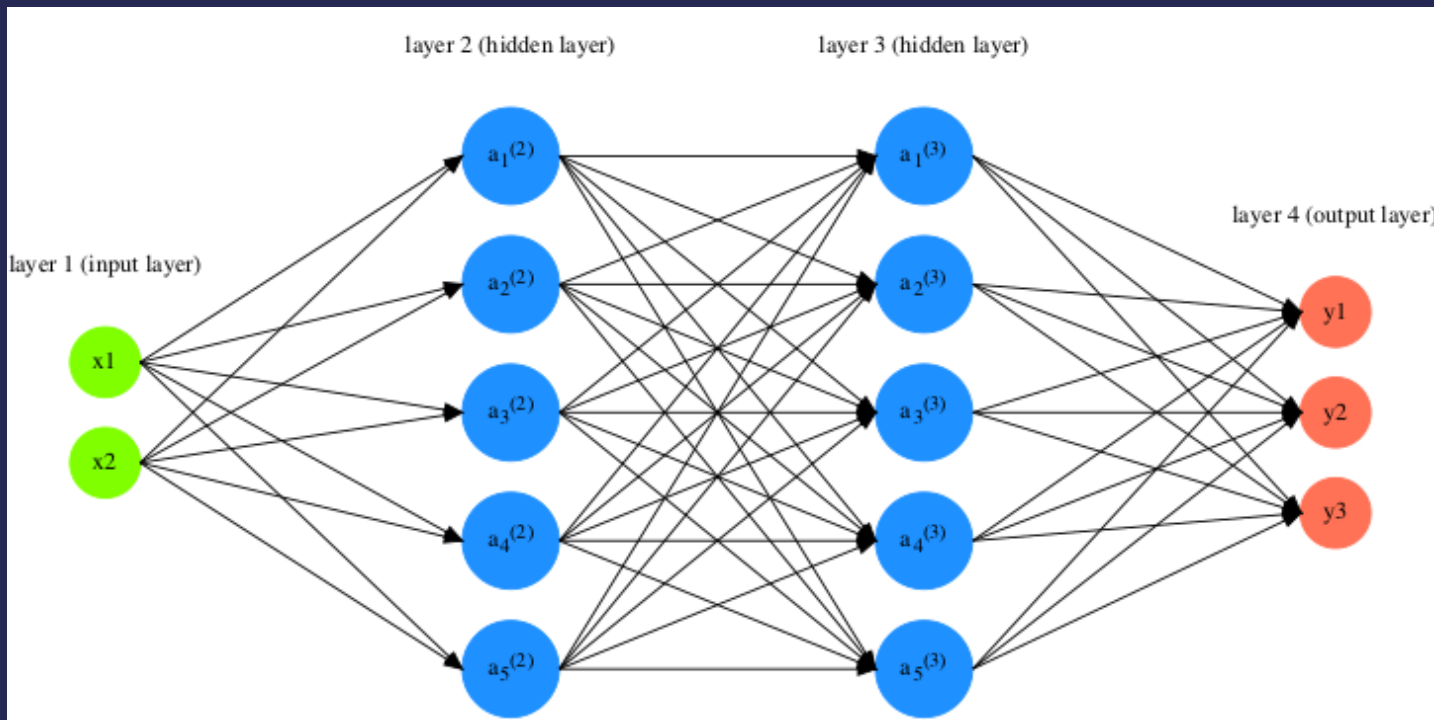 layer 2 (hidden layer)
layer 3 (hidden layer)
a₁⁽²⁾
a₁⁽³⁾
layer 4 (output layer)
layer 1 (input layer)
a₂⁽²⁾
a₂⁽³⁾
y1
x1
a₃⁽²⁾
a₃⁽³⁾
y2
x2
a₄⁽²⁾
a₄⁽³⁾
y3
a₅⁽²⁾
a₅⁽³⁾